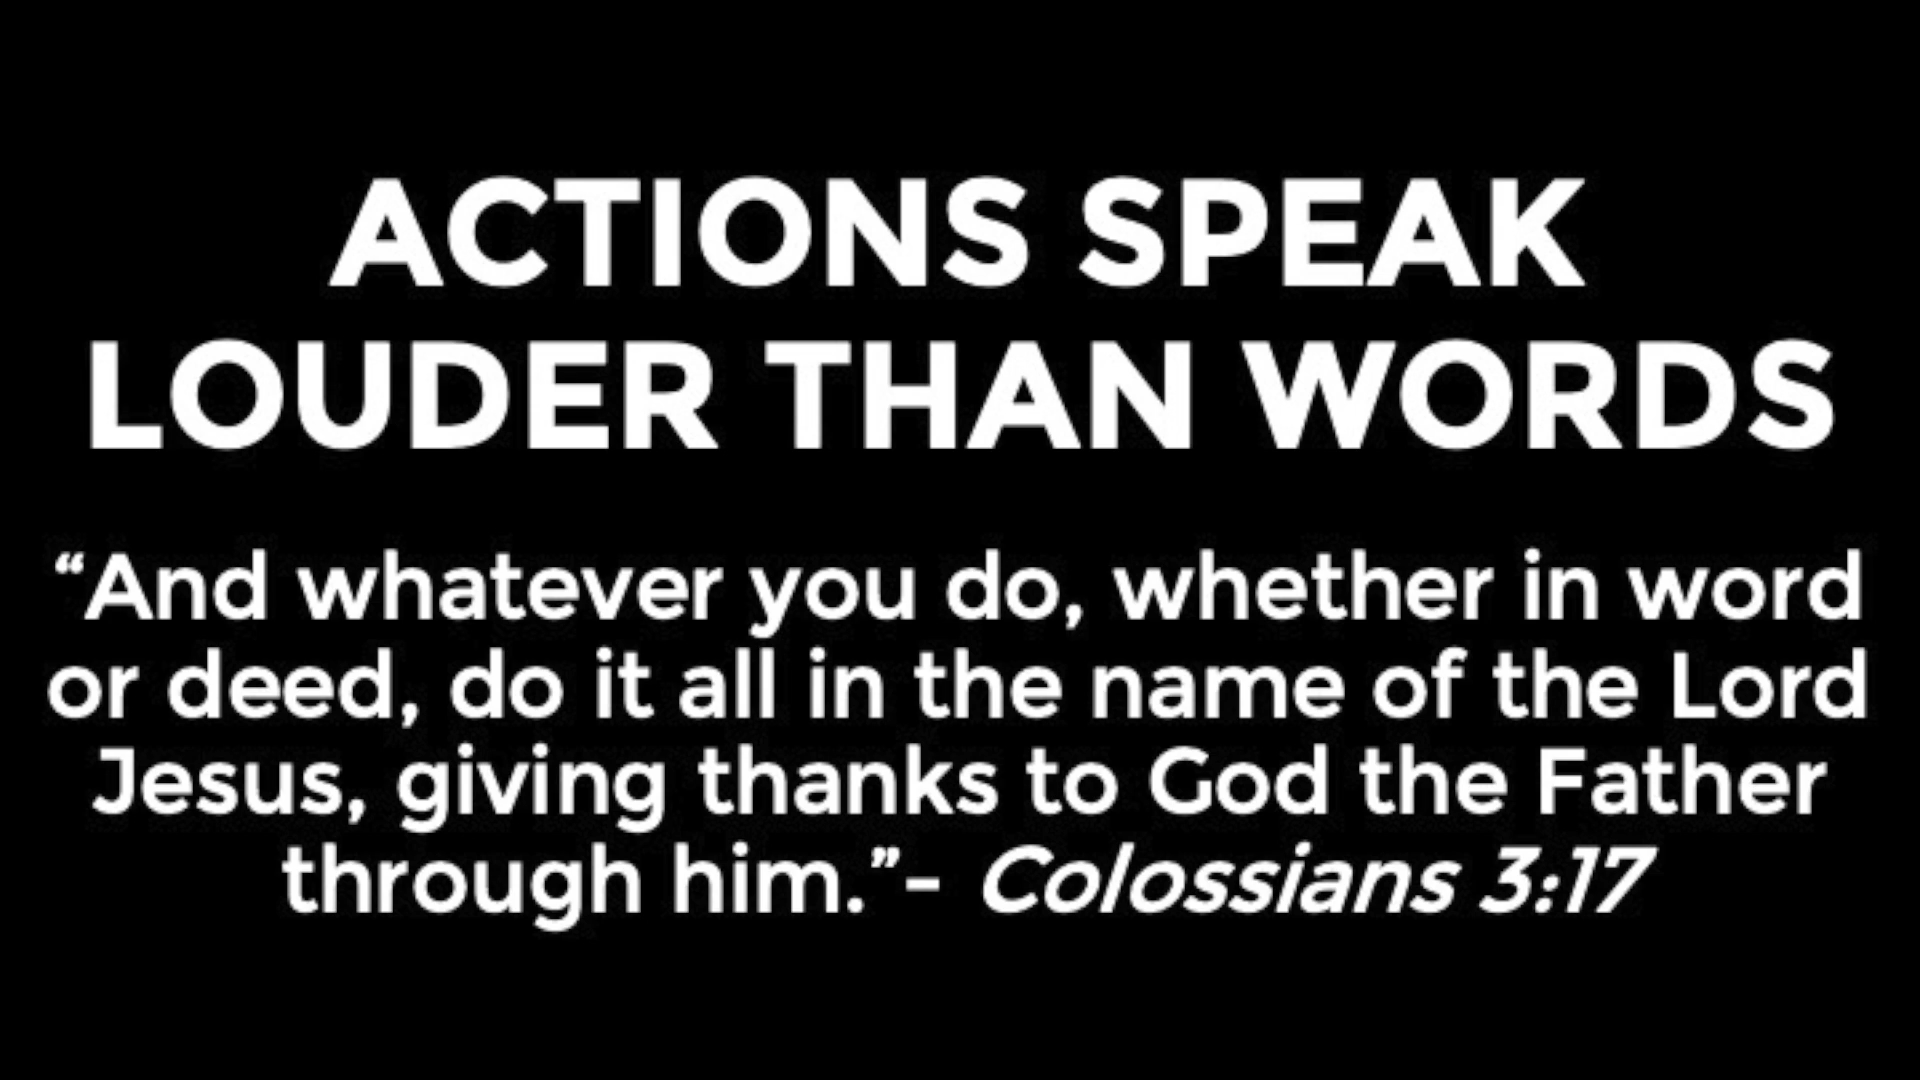 ACTIONS SPEAK
LOUDER THAN WORDS
“And whatever you do, whether in word
or deed, do it all in the name of the Lord
Jesus, giving thanks to God the Father
through him.”- Colossians 3:17